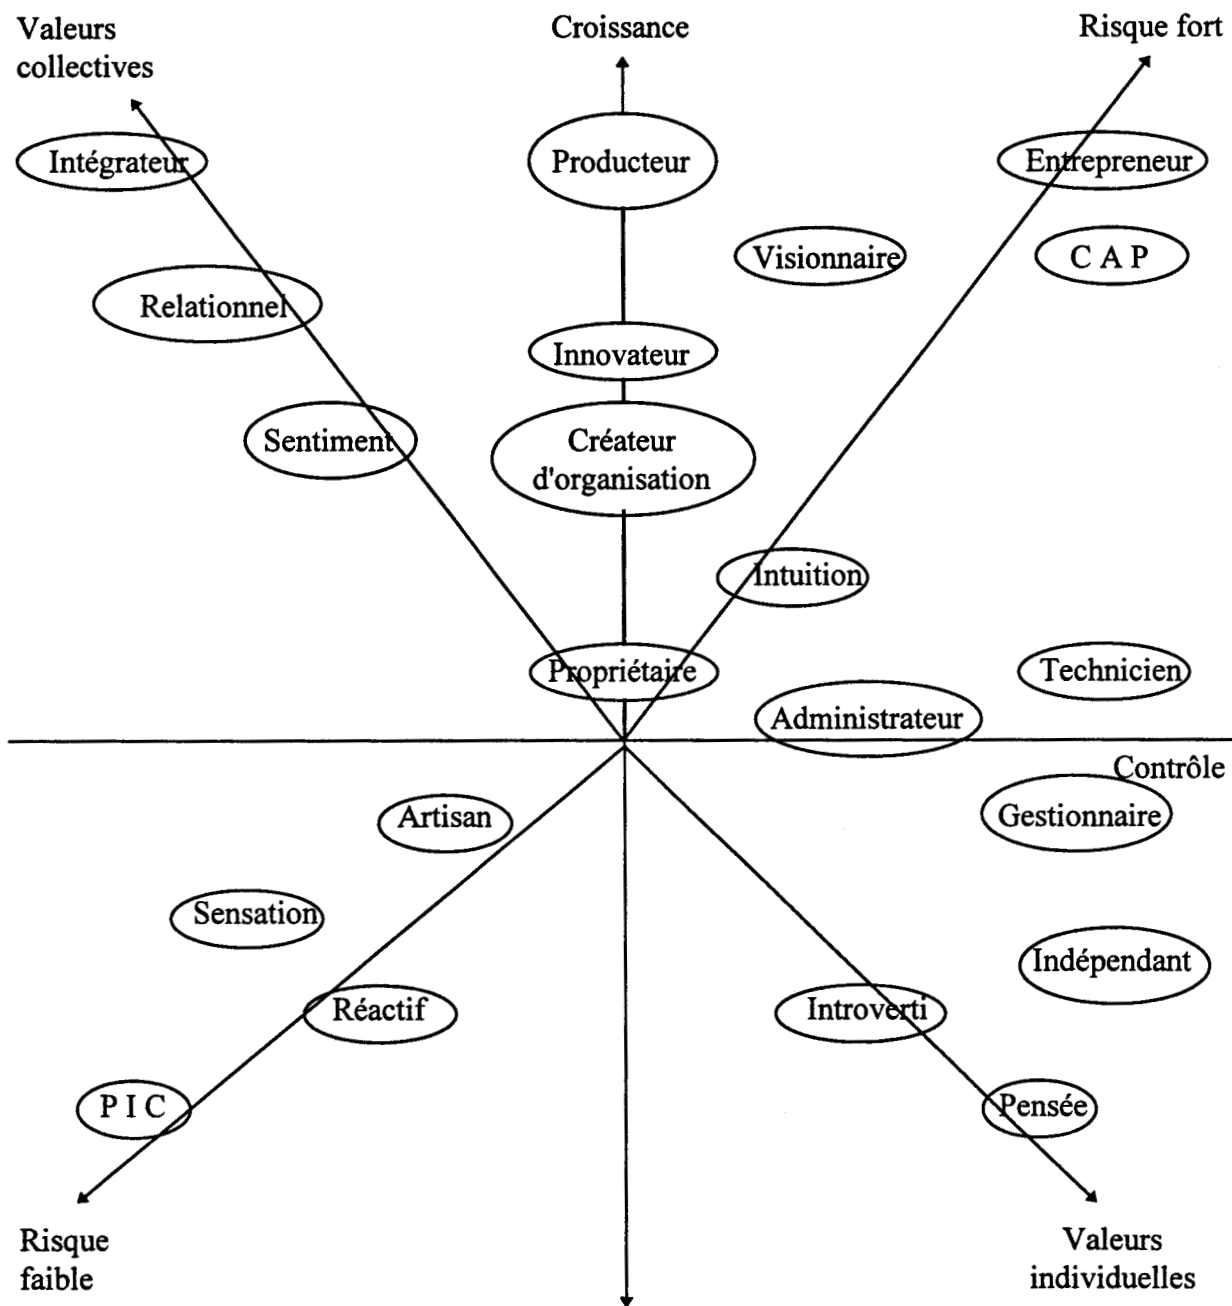 Valeurs
collectives
Croissance
Risque fort
Intégrateur
Producteur
Entrepreneur
Visionnaire
C A P
Relationnel
Innovateur
Sentiment
Créateur
d'organisation
Intuition
Propriétaire
Technicien
Administrateur
Contrôle
Artisan
Gestionnaire
Sensation
Indépendant
Réactif
Introverti
P I C
Pensée
Risque
faible
Valeurs
individuelles